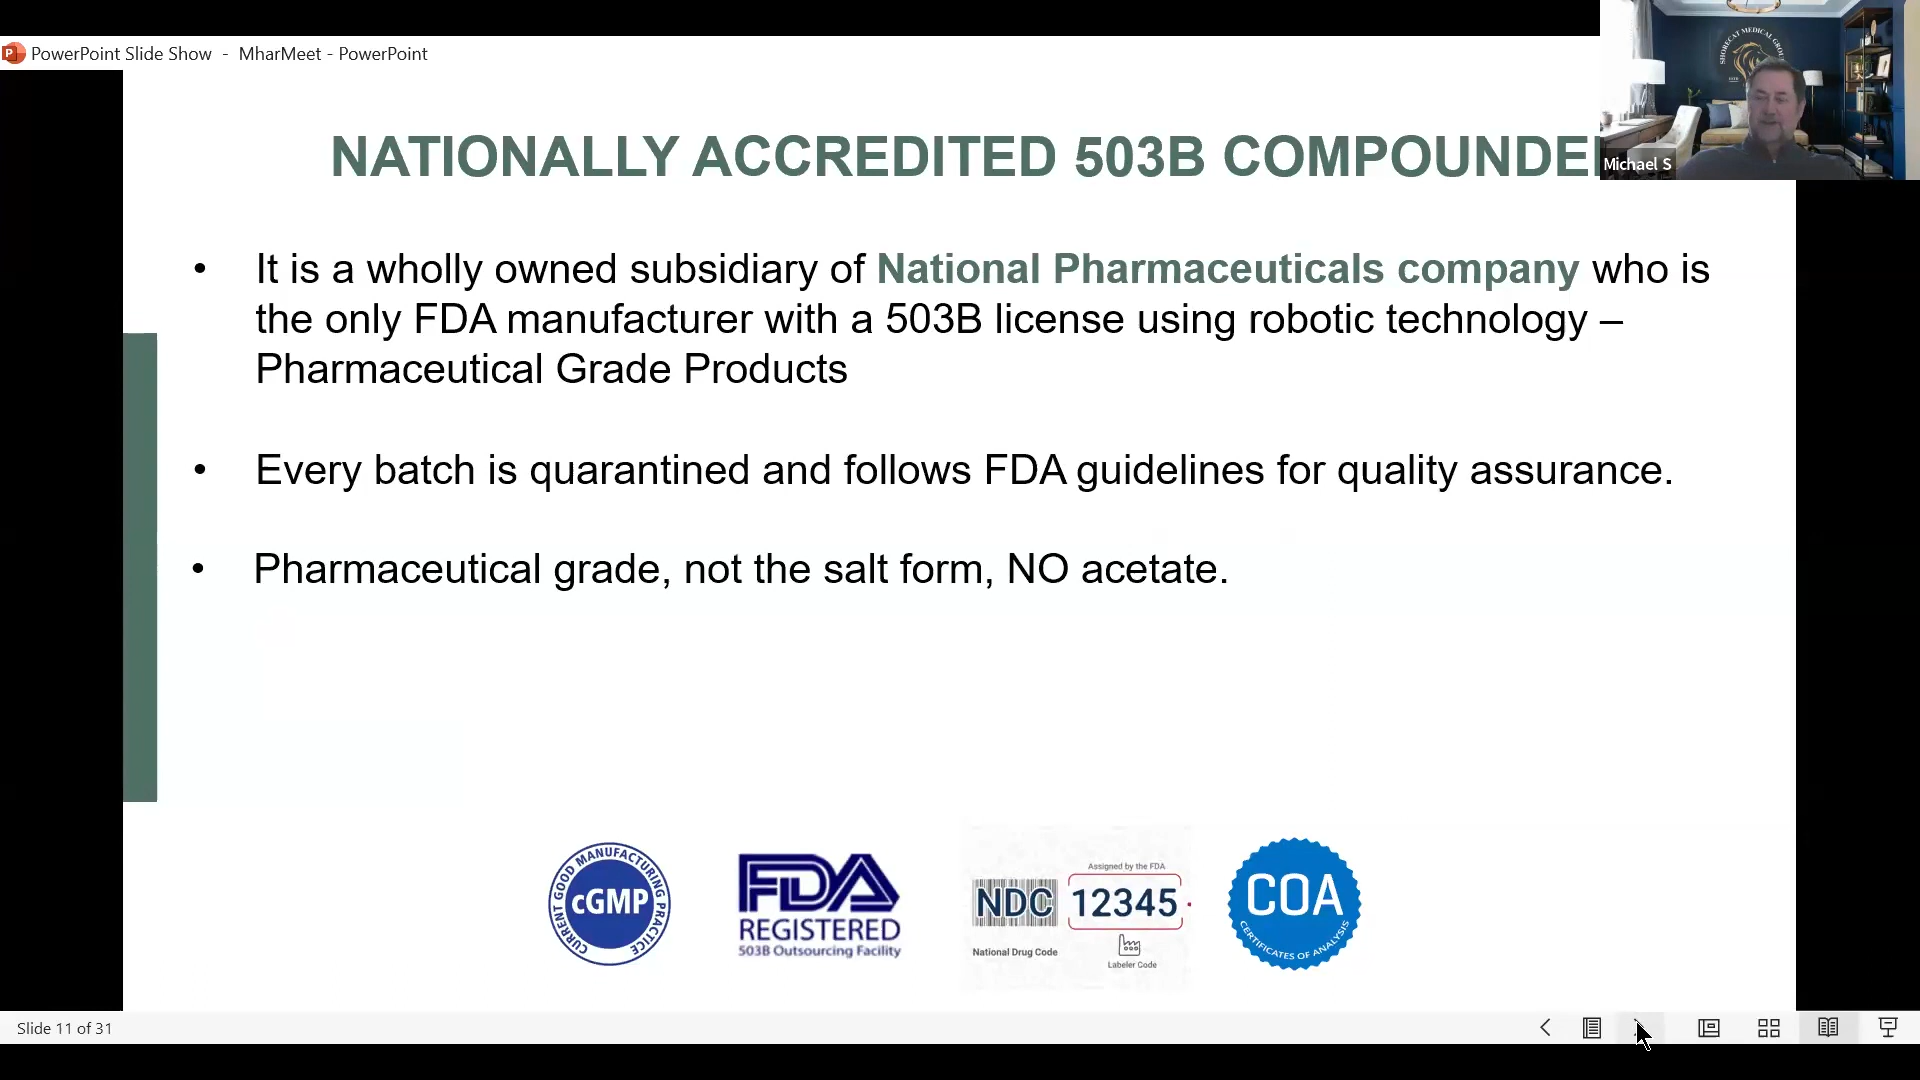 PowerPoint Slide Show - MharMeet - PowerPoint
SHORECAT MEDICAL GROUP
Michael S
NATIONALLY ACCREDITED 503B COMPOUNDE
• It is a wholly owned subsidiary of National Pharmaceuticals company who is
the only FDA manufacturer with a 503B license using robotic technology –
Pharmaceutical Grade Products
• Every batch is quarantined and follows FDA guidelines for quality assurance.
• Pharmaceutical grade, not the salt form, NO acetate.
CURRENT GOOD MANUFACTURING PRACTICE
cGMP
FDA
REGISTERED
503B Outsourcing Facility
Assigned by the FDA
NDC 12345
National Drug Code
Labeler Code
COA
CERTIFICATES OF ANALYSIS
Slide 11 of 31